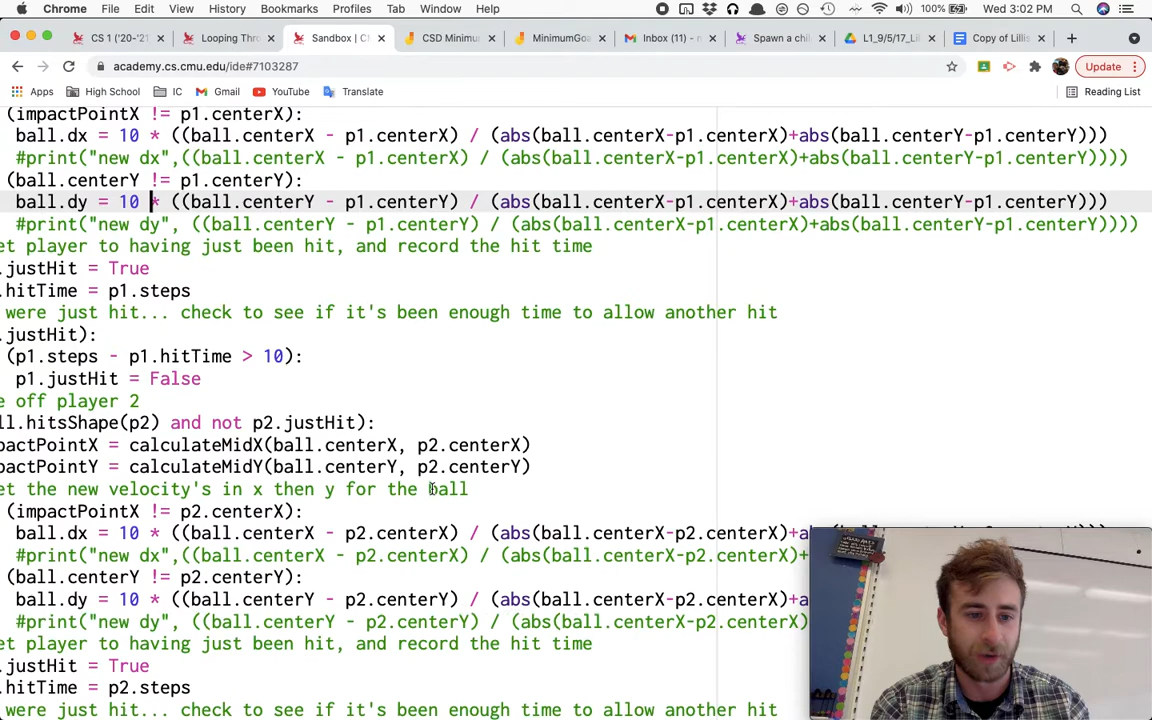 Chrome File Edit View History Bookmarks Profiles Tab Window Help 100% Wed 3:02 PM
CS 1 ('20-'21 Looping Thro Sandbox | C CSD Minimum MinimumGoa Inbox (11) - Spawn a chi L1_9/5/17_Lil Copy of Lillis
academy.cs.cmu.edu/ide#7103287 Update
Apps High School IC Gmail YouTube Translate Reading List
(impactPointX != p1.centerX):
ball.dx = 10 * ((ball.centerX - p1.centerX) / (abs(ball.centerX-p1.centerX)+abs(ball.centerY-p1.centerY)))
#print("new dx",((ball.centerX - p1.centerX) / (abs(ball.centerX-p1.centerX)+abs(ball.centerY-p1.centerY))))
(ball.centerY != p1.centerY):
ball.dy = 10 * ((ball.centerY - p1.centerY) / (abs(ball.centerX-p1.centerX)+abs(ball.centerY-p1.centerY)))
#print("new dy", ((ball.centerY - p1.centerY) / (abs(ball.centerX-p1.centerX)+abs(ball.centerY-p1.centerY))))
et player to having just been hit, and record the hit time
.justHit = True
.hitTime = p1.steps
were just hit... check to see if it's been enough time to allow another hit
.justHit):
(p1.steps - p1.hitTime > 10):
p1.justHit = False
e off player 2
ll.hitsShape(p2) and not p2.justHit):
pactPointX = calculateMidX(ball.centerX, p2.centerX)
pactPointY = calculateMidY(ball.centerY, p2.centerY)
et the new velocity's in x then y for the ball
(impactPointX != p2.centerX):
ball.dx = 10 * ((ball.centerX - p2.centerX) / (abs(ball.centerX-p2.centerX)+a
#print("new dx",((ball.centerX - p2.centerX) / (abs(ball.centerX-p2.centerX)+
(ball.centerY != p2.centerY):
ball.dy = 10 * ((ball.centerY - p2.centerY) / (abs(ball.centerX-p2.centerX)+a
#print("new dy", ((ball.centerY - p2.centerY) / (abs(ball.centerX-p2.centerX)
et player to having just been hit, and record the hit time
.justHit = True
.hitTime = p2.steps
were just hit... check to see if it's been enough time to allow another hit